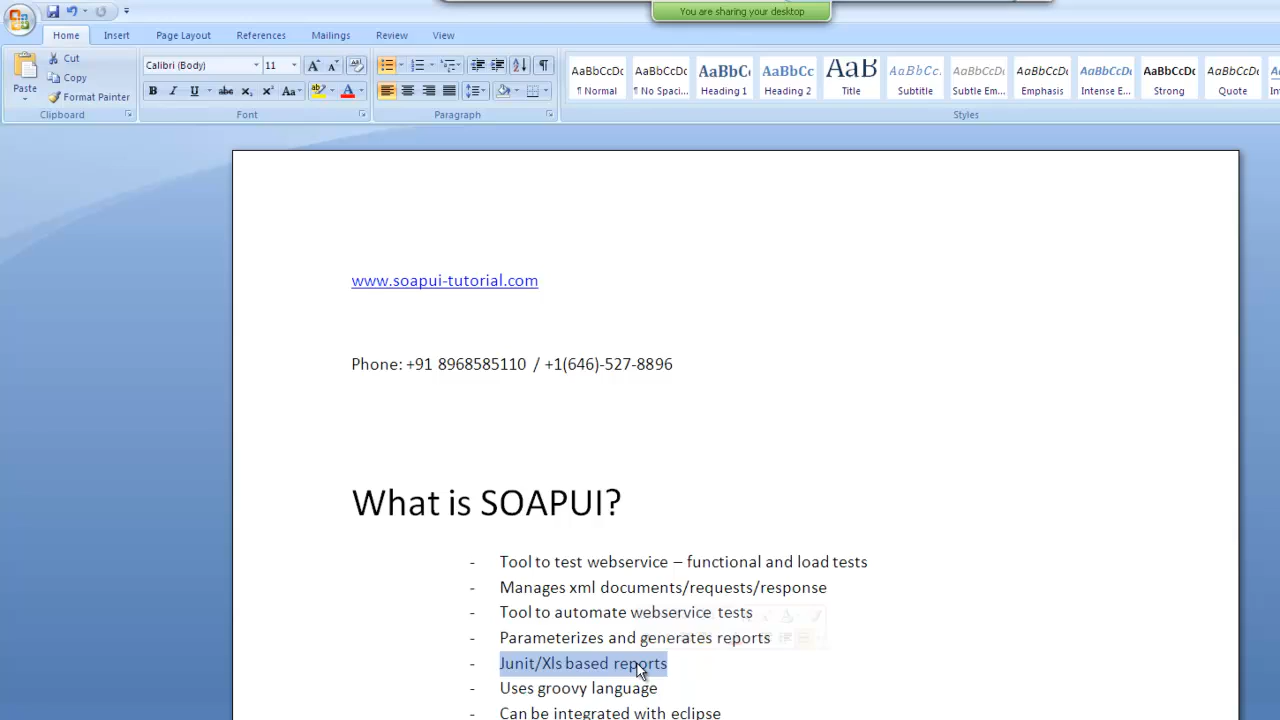 You are sharing your desktop
Home Insert Page Layout References Mailings Review View
Paste
Cut
Copy
Format Painter
Clipboard
Calibri (Body) 11
B I U abe
Font
Paragraph
AaBbCcDc AaBbCcDc AaBbC AaBbCc AaB AaBbCc. AaBbCcDc AaBbCcDc AaBbCcDc AaBbCcDc AaBbCcDc
¶ Normal ¶ No Spaci... Heading 1 Heading 2 Title Subtitle Subtle Em... Emphasis Intense E... Strong Quote
Styles
www.soapui-tutorial.com
Phone: +91 8968585110 / +1(646)-527-8896
What is SOAPUI?
- Tool to test webservice – functional and load tests
- Manages xml documents/requests/response
- Tool to automate webservice tests
- Parameterizes and generates reports
- Junit/Xls based reports
- Uses groovy language
- Can be integrated with eclipse